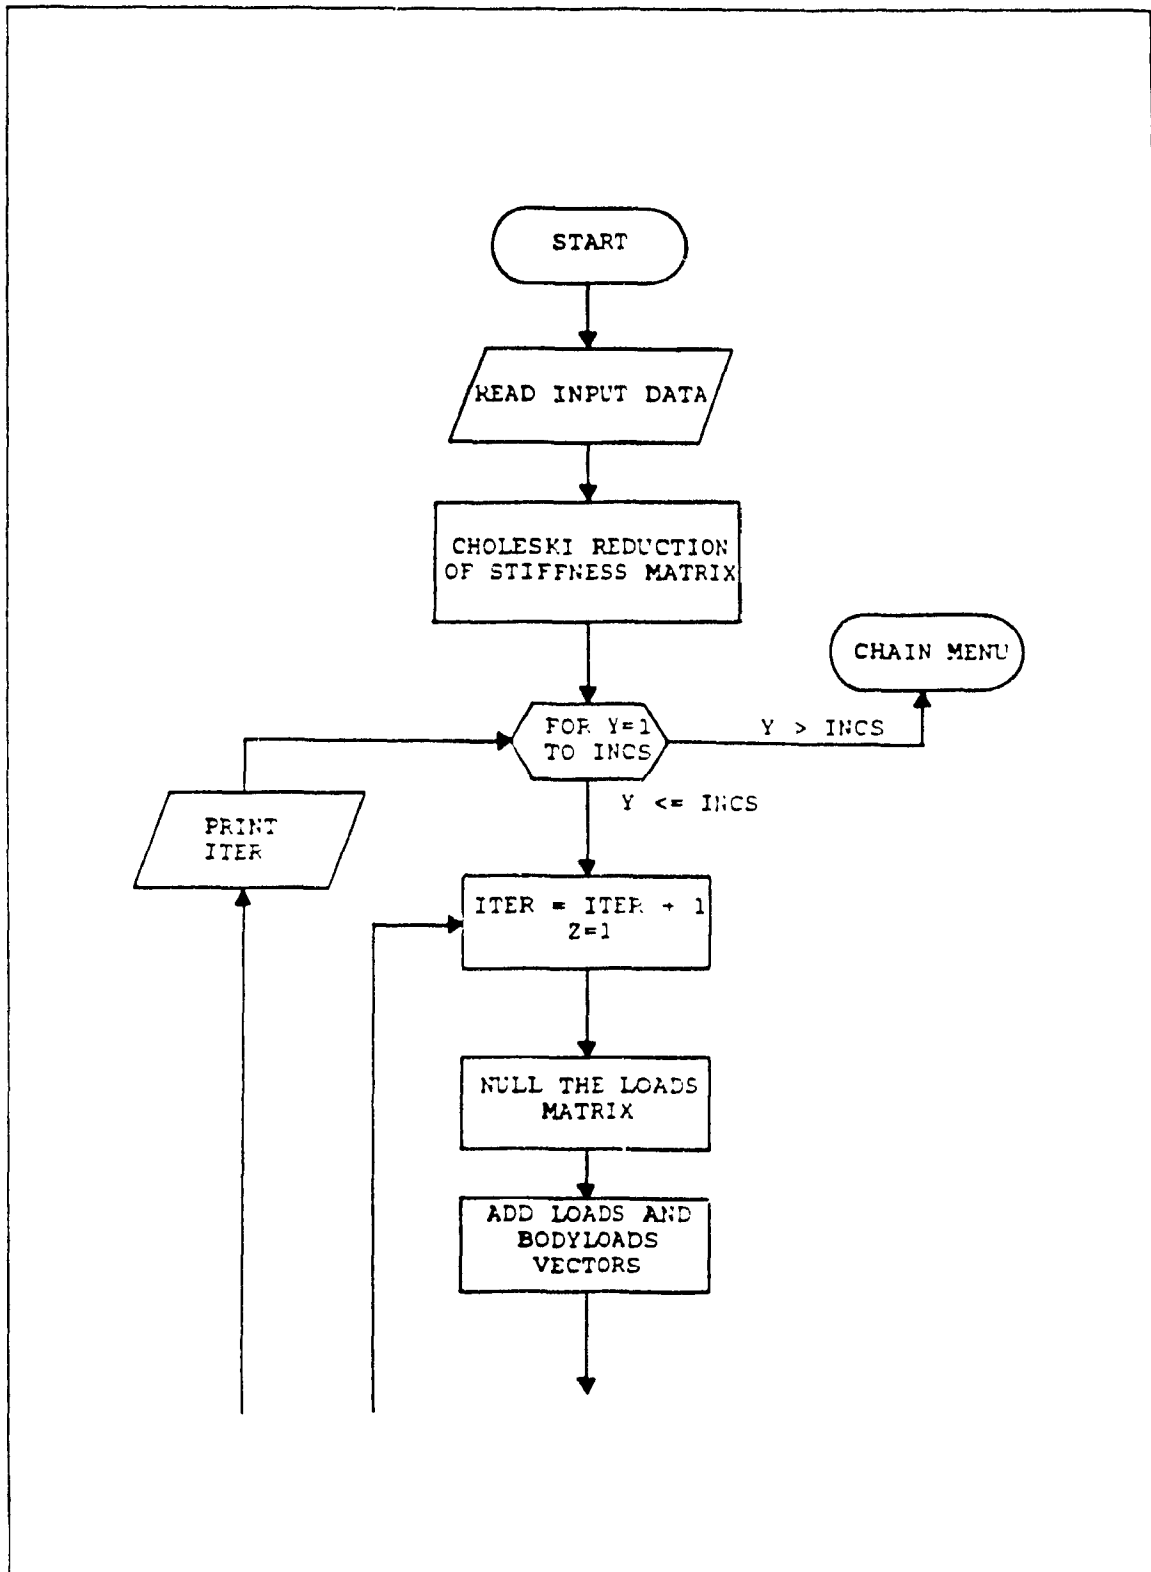 START
READ INPUT DATA
CHOLESKI REDUCTION
OF STIFFNESS MATRIX
CHAIN MENU
FOR Y=1
TO INCS
Y > INCS
Y <= INCS
PRINT
ITER
ITER = ITER + 1
Z=1
NULL THE LOADS
MATRIX
ADD LOADS AND
BODYLOADS
VECTORS